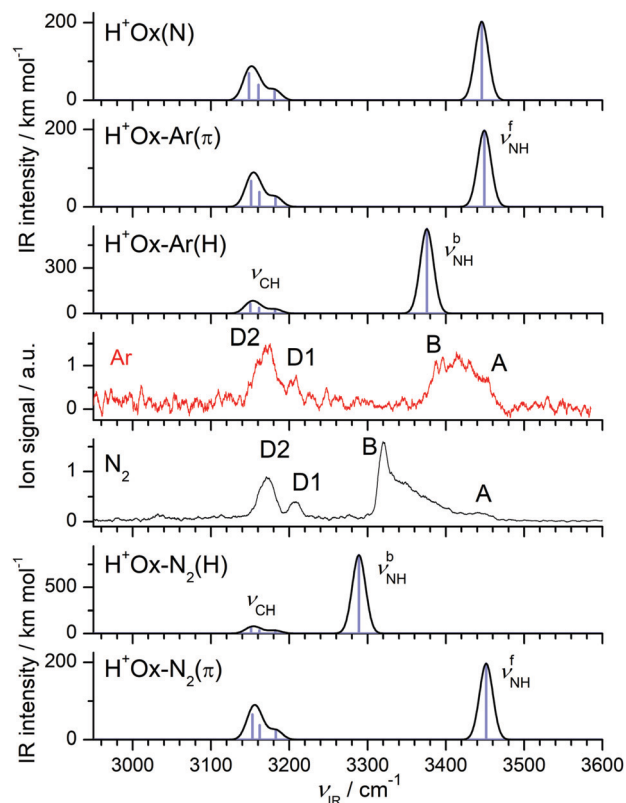 200
H⁺Ox(N)
0
200
H⁺Ox-Ar(π)
ν^f_NH
0
IR intensity / km mol⁻¹
H⁺Ox-Ar(H)
ν^b_NH
300
ν_CH
0
Ar
D2
D1
B
A
1
0
Ion signal / a.u.
N₂
D2
D1
B
A
1
0
H⁺Ox-N₂(H)
ν^b_NH
500
ν_CH
0
200
H⁺Ox-N₂(π)
ν^f_NH
0
IR intensity / km mol⁻¹
3000 3100 3200 3300 3400 3500 3600
ν_IR / cm⁻¹